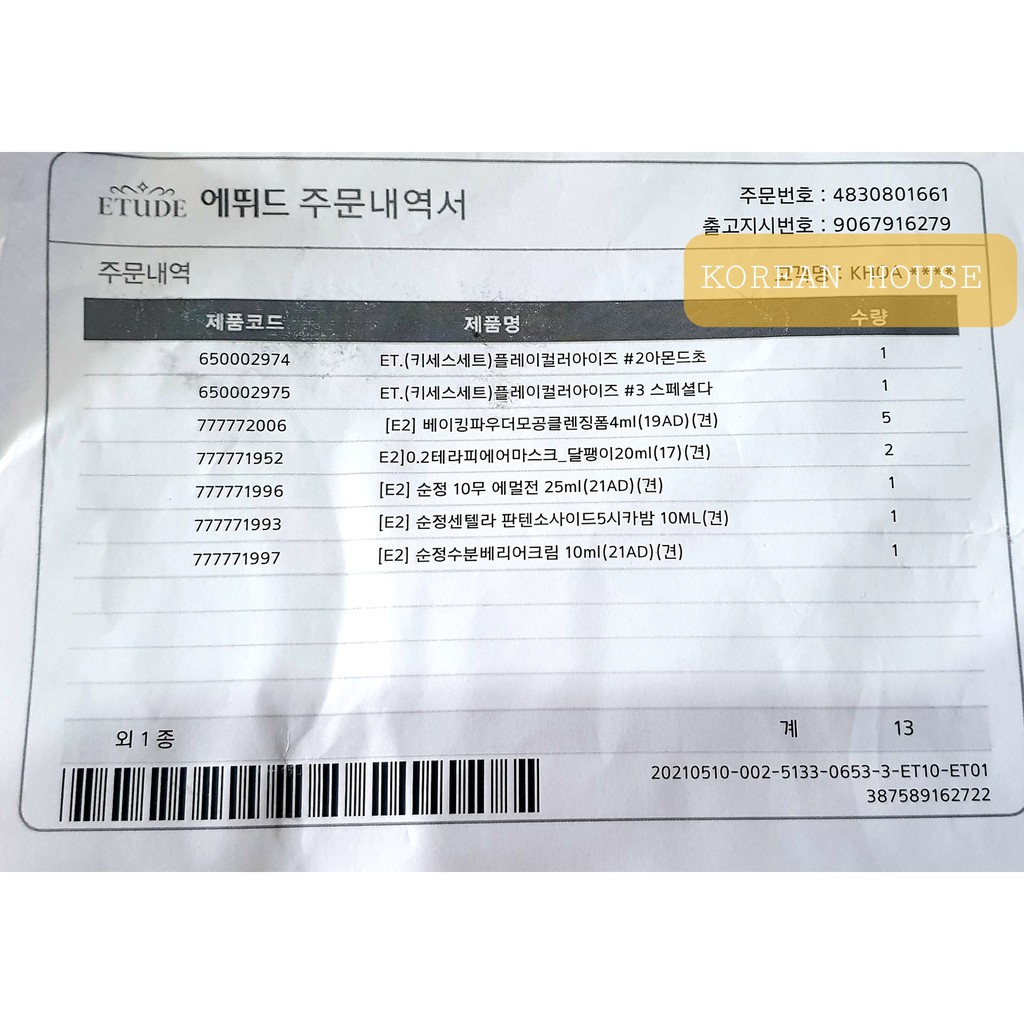 ETUDE 에뛰드 주문내역서
주문번호 : 4830801661
출고지시번호 : 9067916279
주문내역
고객명 : KHOA ****
KOREAN HOUSE
제품코드 제품명 수량
650002974 ET.(키세스세트)플레이컬러아이즈 #2아몬드초 1
650002975 ET.(키세스세트)플레이컬러아이즈 #3 스페셜다 1
777772006 [E2] 베이킹파우더모공클렌징폼4ml(19AD)(견) 5
777771952 E2]0.2테라피에어마스크_달팽이20ml(17)(견) 2
777771996 [E2] 순정 10무 에멀전 25ml(21AD)(견) 1
777771993 [E2] 순정센텔라 판텐소사이드5시카밤 10ML(견) 1
777771997 [E2] 순정수분베리어크림 10ml(21AD)(견) 1
외 1 종 계 13
20210510-002-5133-0653-3-ET10-ET01
387589162722